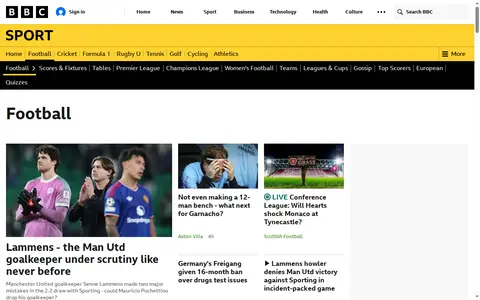 BBC Sign in Home News Sport Business Technology Health More Search BBC
SPORT
Home Football Cricket Formula 1 Rugby U Tennis Golf Cycling Athletics More
Football Scores & Fixtures Tables Premier League Champions League Women's Football Teams Leagues & Cups Gossip Top Scorers European
Quizzes
Football
Lammens - the Man Utd
goalkeeper under scrutiny like
never before
Manchester United goalkeeper Senne Lammens made two major
mistakes in the 2-2 draw with Sporting - could Mauricio Pochettino
drop his goalkeeper?
Not even making a 12-
man bench - what next
for Garnacho?
Aston Villa
Germany's Freigang
given 16-month ban
over drugs test issues
LIVE Conference
League: Will Hearts
shock Monaco at
Tynecastle?
Scottish Football
Lammens howler
denies Man Utd victory
against Sporting in
incident-packed game